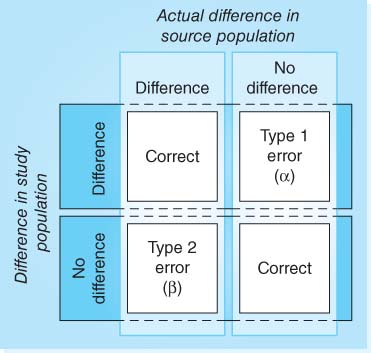 Actual difference in
source population
Difference
No
difference
Difference in study
population
Difference
Correct
Type 1
error
(α)
No
difference
Type 2
error
(β)
Correct